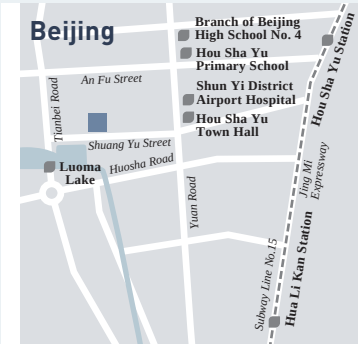 Beijing
Branch of Beijing
High School No. 4
Hou Sha Yu
Primary School
Shun Yi District
Airport Hospital
Hou Sha Yu
Town Hall
Hou Sha Yu Station
An Fu Street
Tianbei Road
Shuang Yu Street
Luoma
Lake
Huosha Road
Yuan Road
Jing Mi
Expressway
Subway Line No.15
Hua Li Kan Station